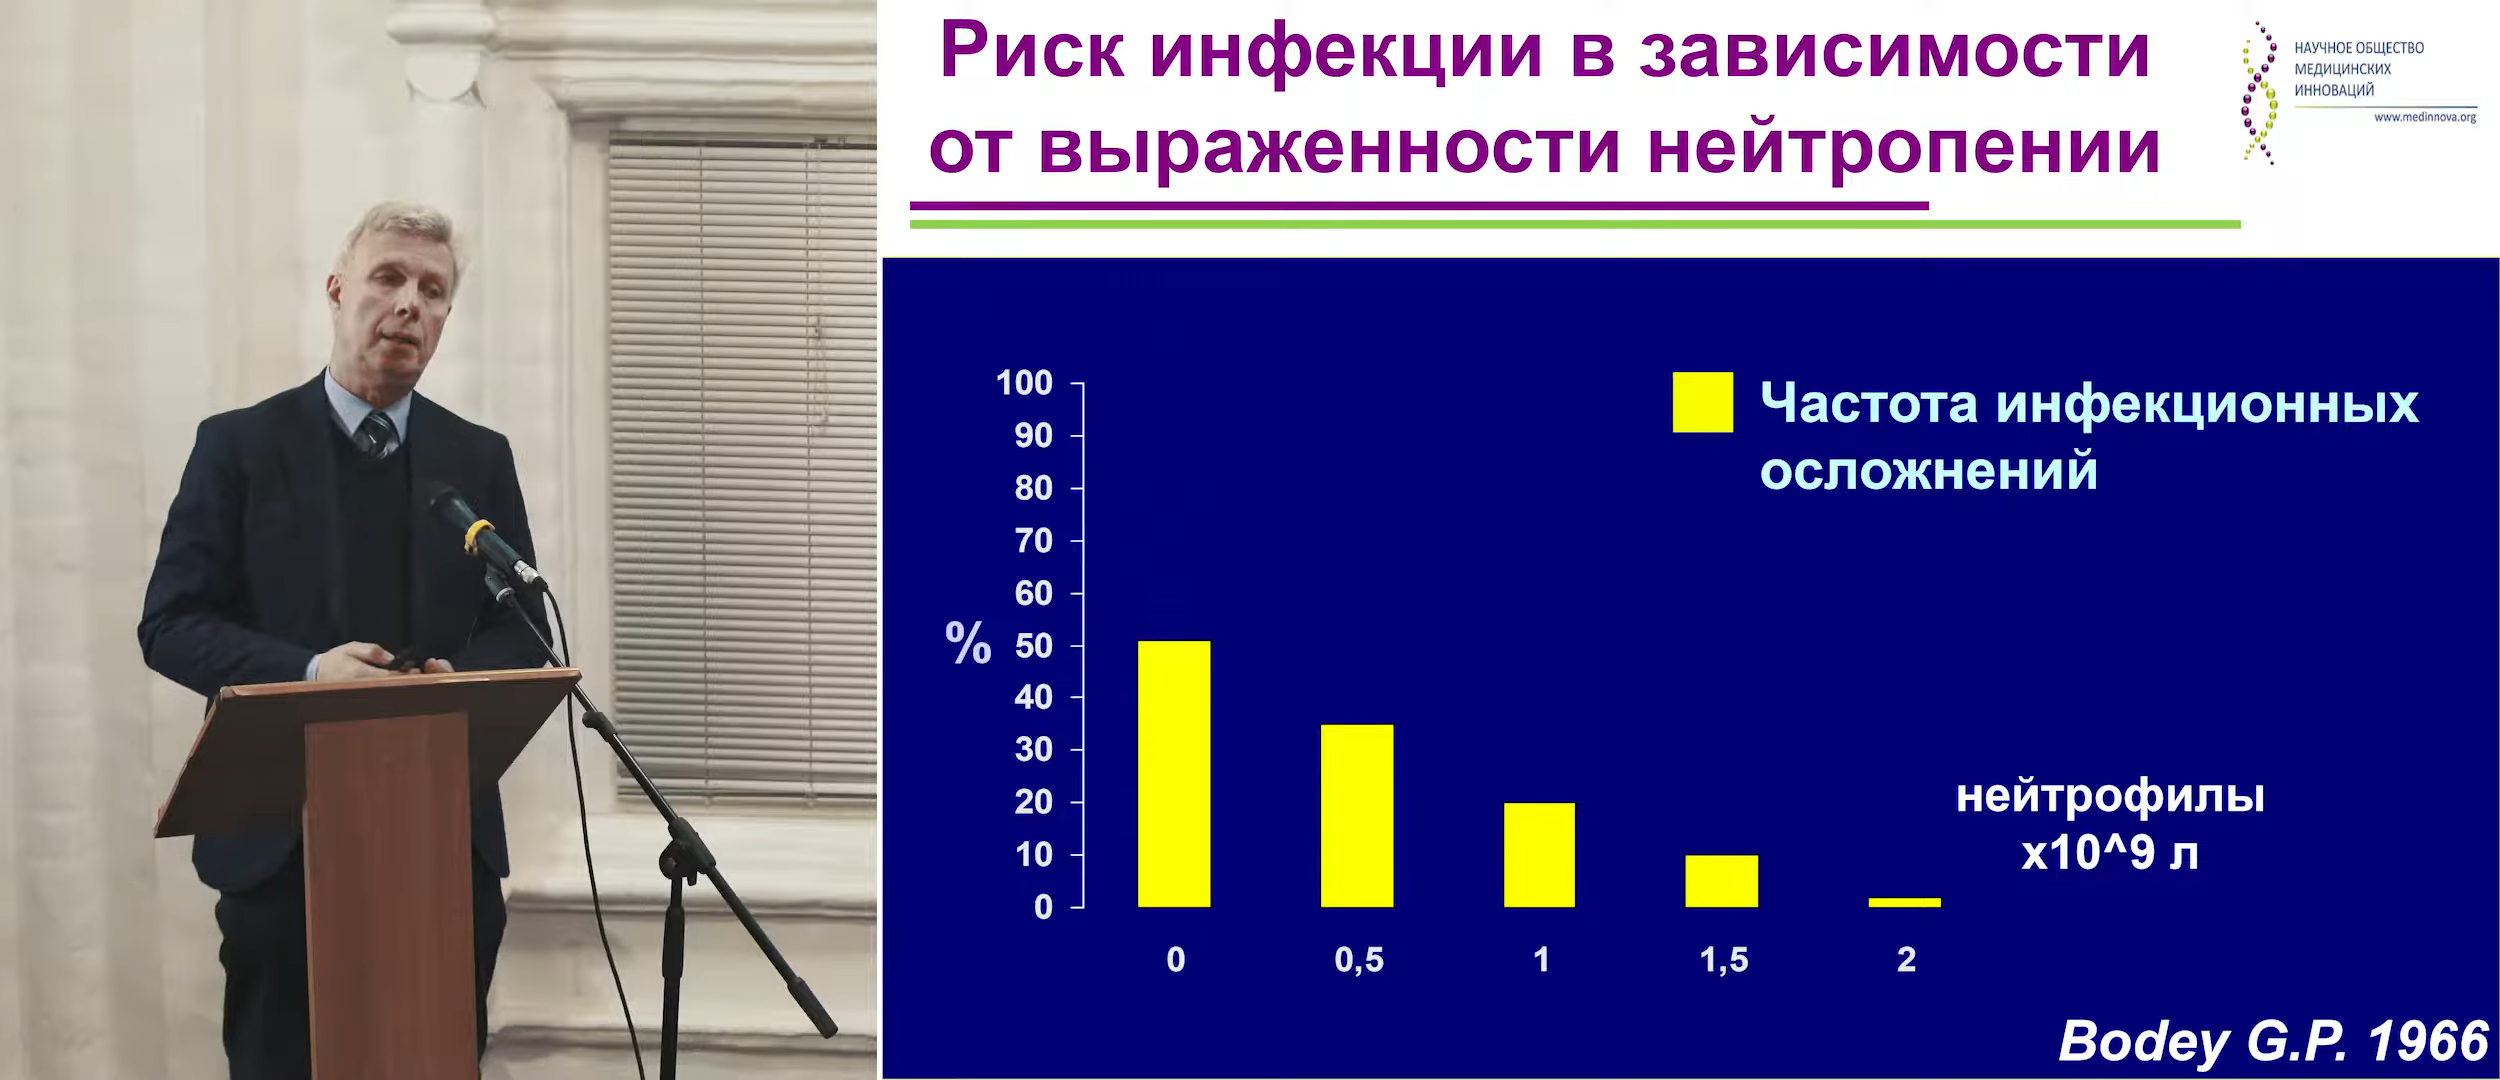 Риск инфекции в зависимости
от выраженности нейтропении
НАУЧНОЕ ОБЩЕСТВО
МЕДИЦИНСКИХ
ИННОВАЦИЙ
www.medinnova.org
Частота инфекционных
осложнений
100
90
80
70
60
%
50
40
30
20
10
0
0
0,5
1
1,5
2
нейтрофилы
x10^9 л
Bodey G.P. 1966